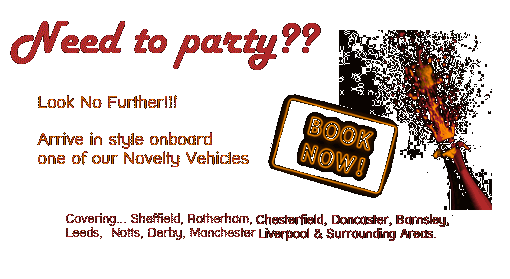 Need to party??
Look No Further!!!
Arrive in style onboard
one of our Novelty Vehicles
BOOK
NOW!
Covering... Sheffield, Rotherham, Chesterfield, Doncaster, Barnsley,
Leeds, Notts, Derby, Manchester Liverpool & Surrounding Areas.